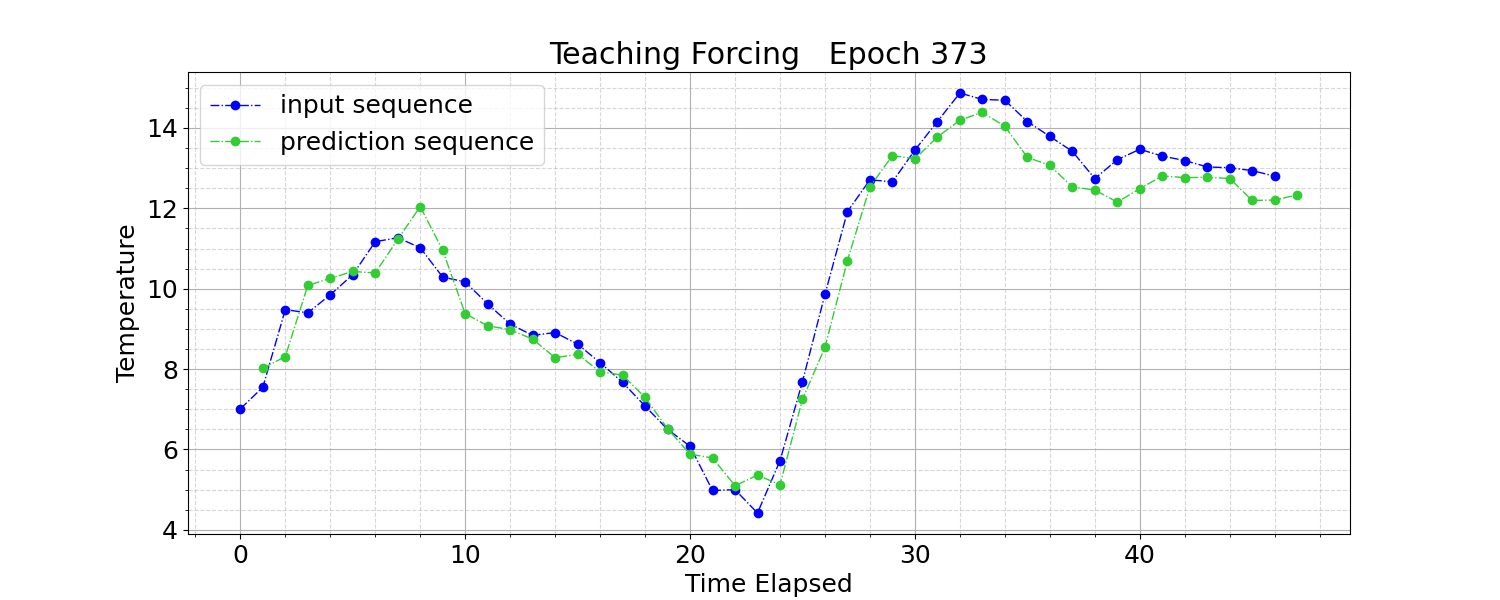 Teaching Forcing   Epoch 373
input sequence
prediction sequence
Temperature
14
12
10
8
6
4
0 10 20 30 40
Time Elapsed